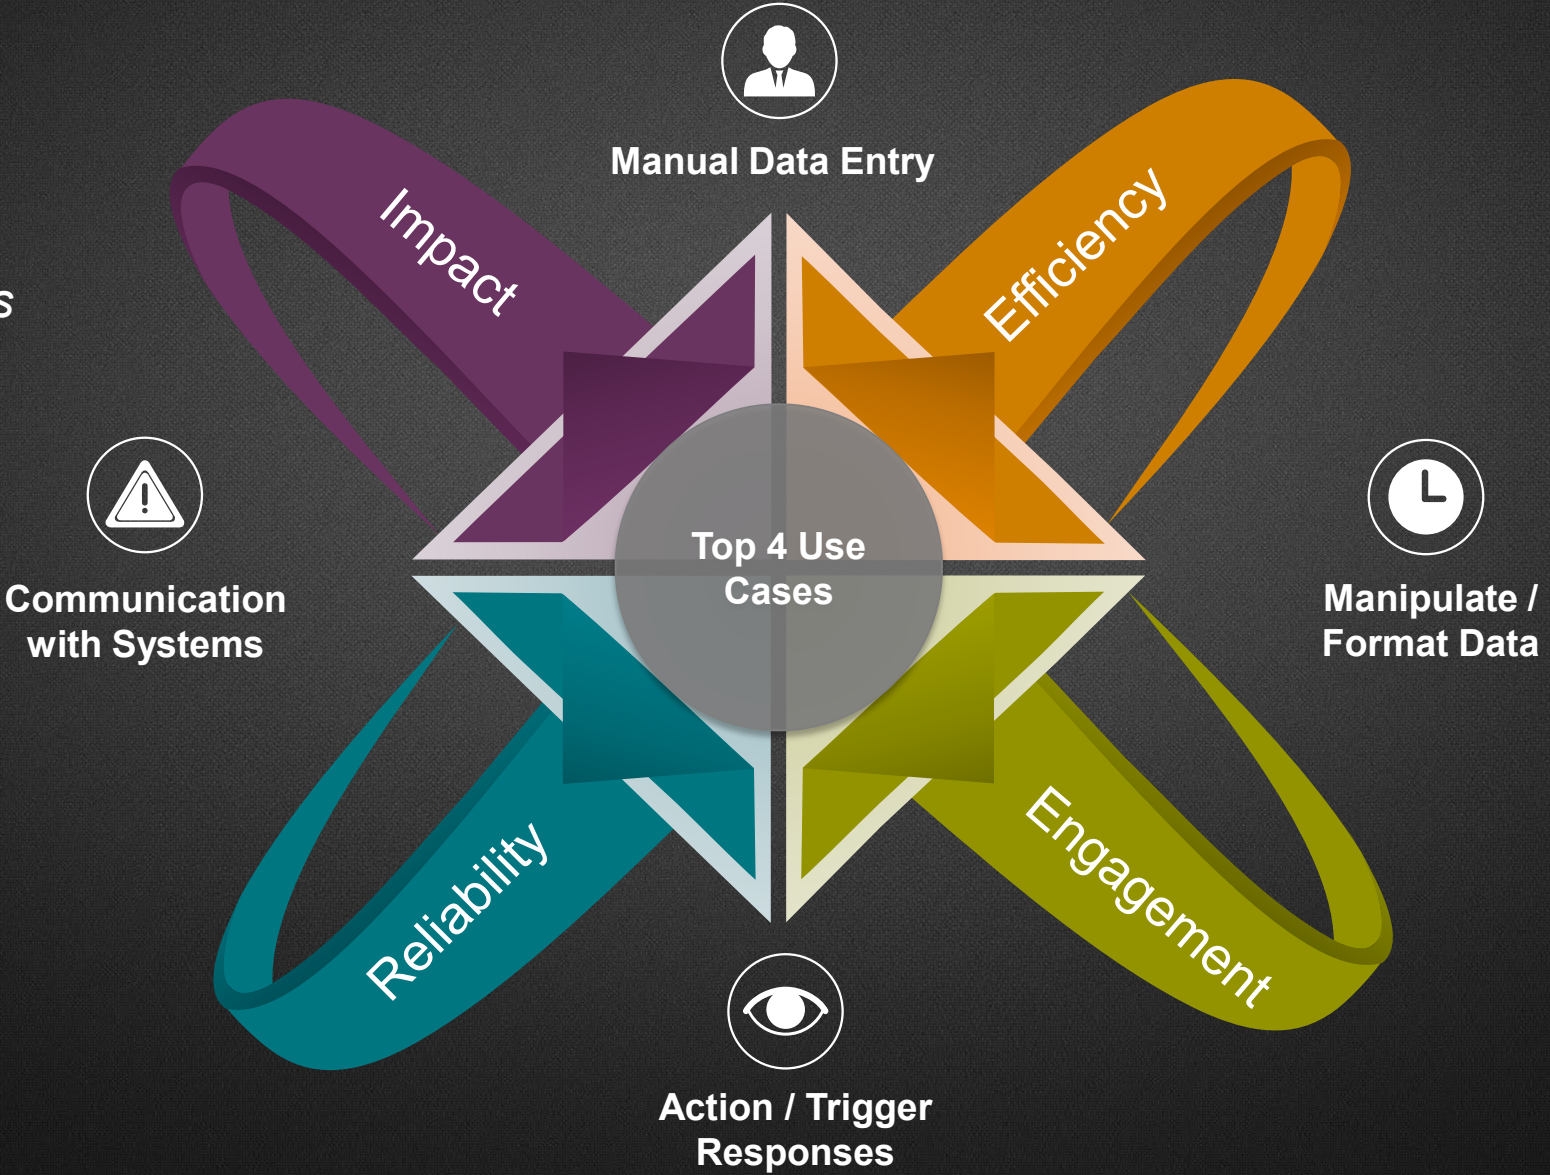 Manual Data Entry
Impact
Efficiency
s
Top 4 Use
Cases
Communication
with Systems
Manipulate /
Format Data
Reliability
Engagement
Action / Trigger
Responses